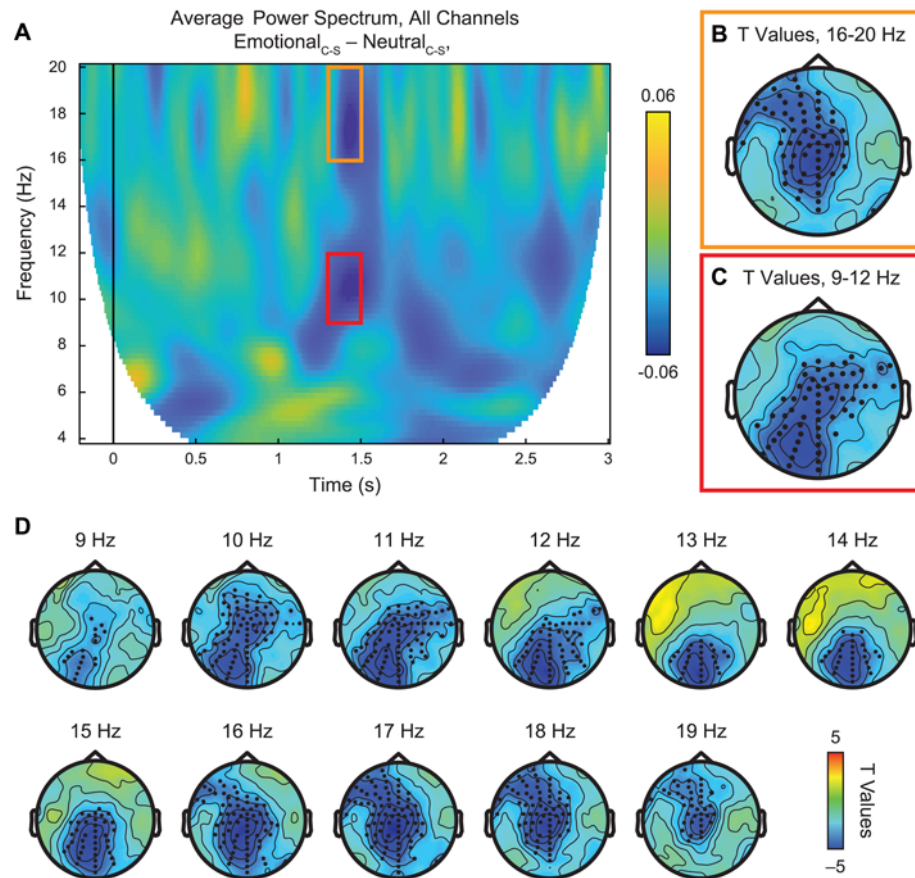 A
Average Power Spectrum, All Channels
Emotional C-S – Neutral C-S,
20
18
16
14
12
10
8
6
4
Frequency (Hz)
0
0.5
1
1.5
2
2.5
3
Time (s)
0.06
-0.06
B
T Values, 16-20 Hz
C
T Values, 9-12 Hz
D
9 Hz
10 Hz
11 Hz
12 Hz
13 Hz
14 Hz
15 Hz
16 Hz
17 Hz
18 Hz
19 Hz
5
T Values
–5